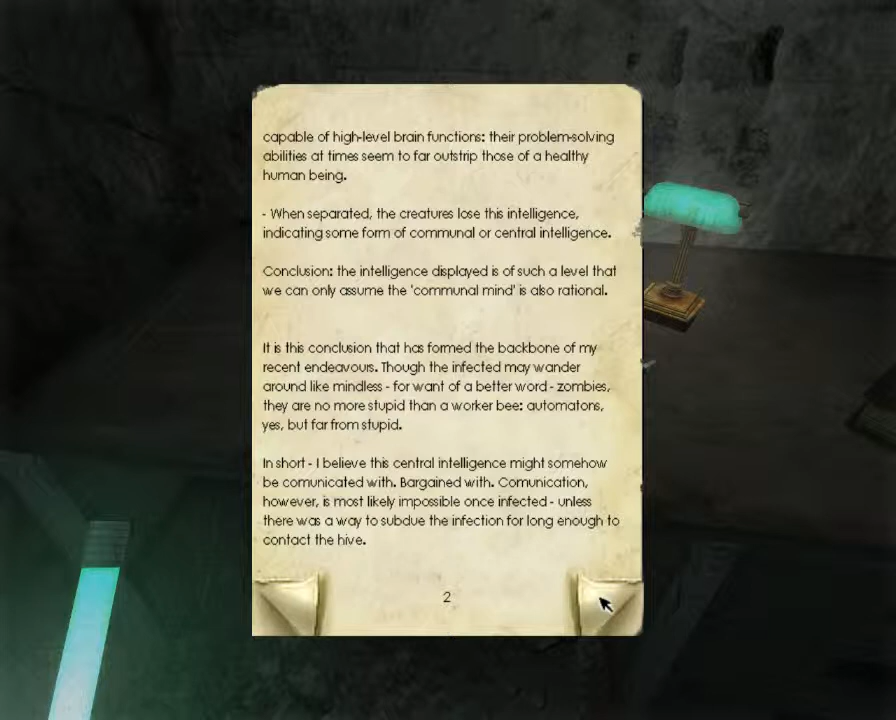 capable of high-level brain functions: their problem-solving
abilities at times seem to far outstrip those of a healthy
human being.
- When separated, the creatures lose this intelligence,
indicating some form of communal or central intelligence.
Conclusion: the intelligence displayed is of such a level that
we can only assume the 'communal mind' is also rational.
It is this conclusion that has formed the backbone of my
recent endeavours. Though the infected may wander
around like mindless - for want of a better word - zombies,
they are no more stupid than a worker bee: automatons,
yes, but far from stupid.
In short - I believe this central intelligence might somehow
be comunicated with. Bargained with. Comunication,
however, is most likely impossible once infected - unless
there was a way to subdue the infection for long enough to
contact the hive.
2